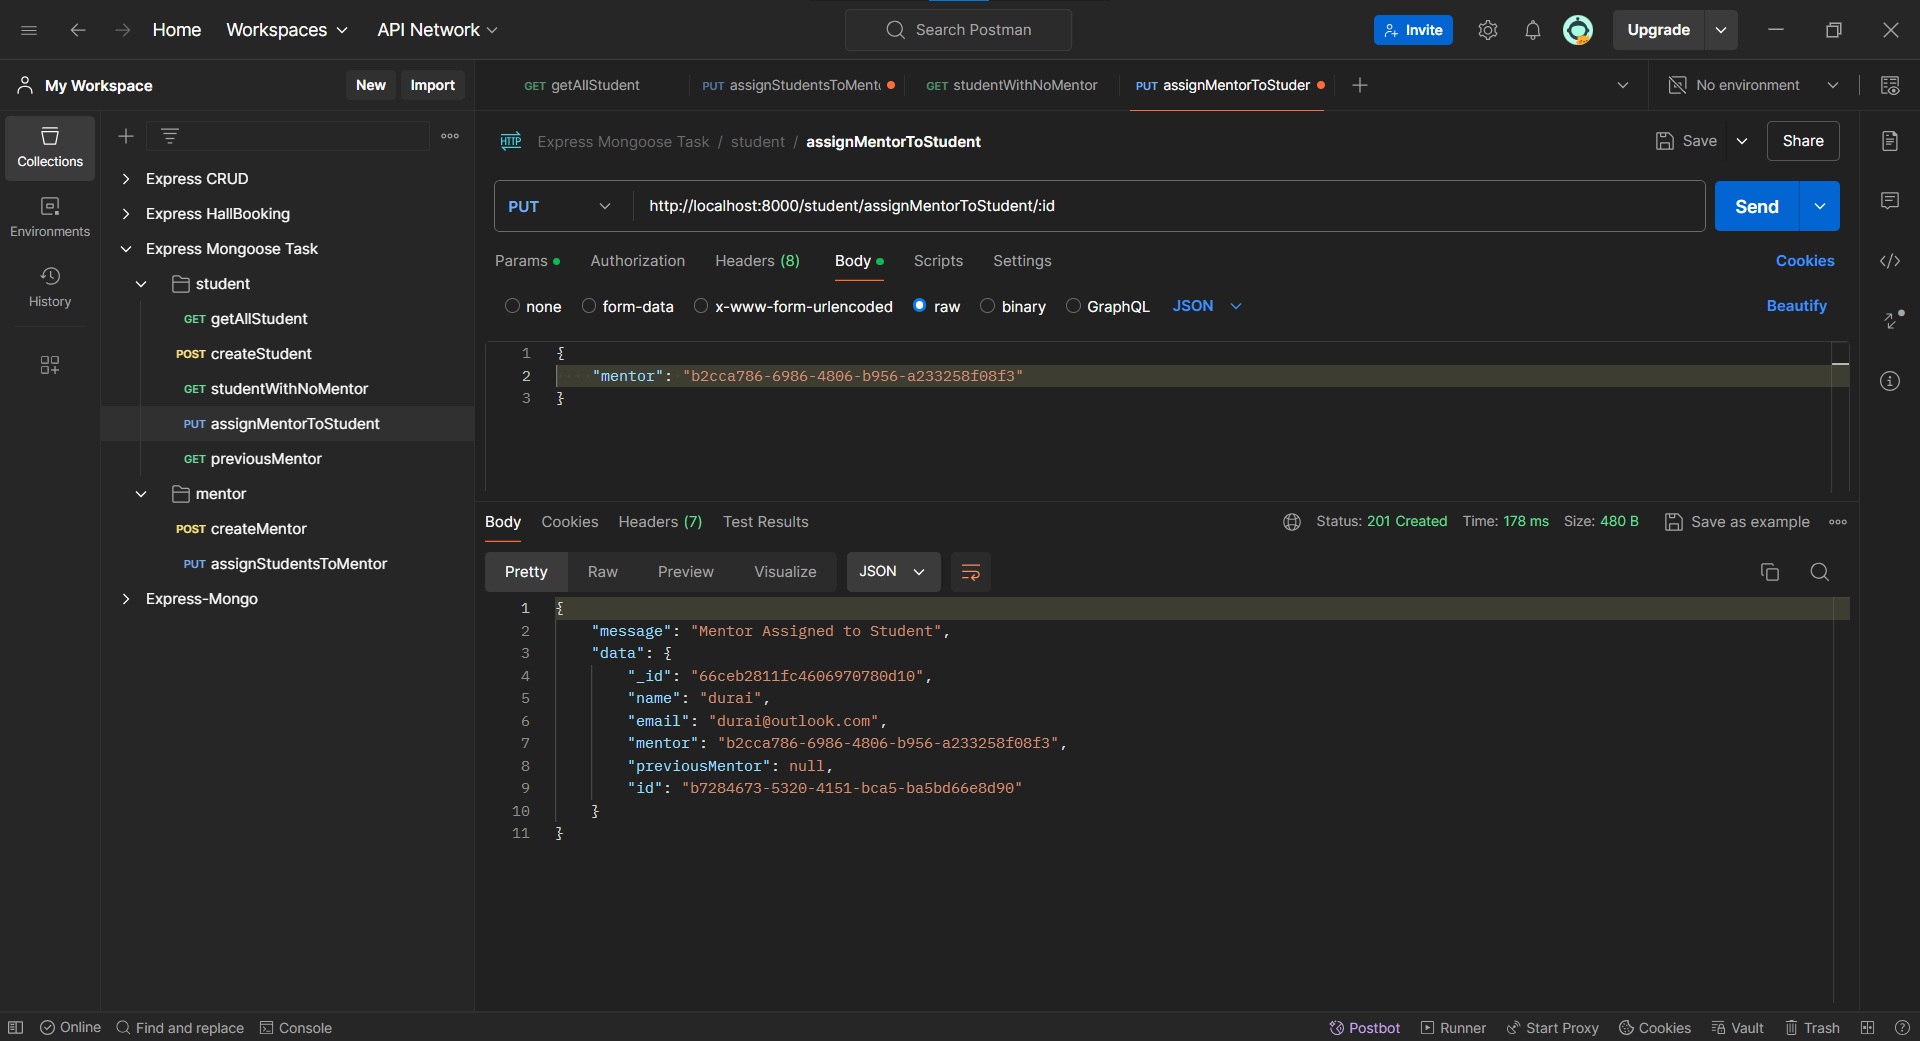 Home Workspaces API Network Search Postman Invite Upgrade
My Workspace New Import
GET getAllStudent PUT assignStudentsToMent GET studentWithNoMentor PUT assignMentorToStuder No environment
Collections
Environments
History
Express CRUD
Express HallBooking
Express Mongoose Task
student
GET getAllStudent
POST createStudent
GET studentWithNoMentor
PUT assignMentorToStudent
GET previousMentor
mentor
POST createMentor
PUT assignStudentsToMentor
Express-Mongo
HTTP Express Mongoose Task / student / assignMentorToStudent Save Share
PUT http://localhost:8000/student/assignMentorToStudent/:id Send
Params Authorization Headers (8) Body Scripts Settings Cookies
none form-data x-www-form-urlencoded raw binary GraphQL JSON Beautify
1 {
2 "mentor": "b2cca786-6986-4806-b956-a233258f08f3"
3 }
Body Cookies Headers (7) Test Results Status: 201 Created Time: 178 ms Size: 480 B Save as example
Pretty Raw Preview Visualize JSON
1 {
2 "message": "Mentor Assigned to Student",
3 "data": {
4 "_id": "66ceb2811fc4606970780d10",
5 "name": "durai",
6 "email": "durai@outlook.com",
7 "mentor": "b2cca786-6986-4806-b956-a233258f08f3",
8 "previousMentor": null,
9 "id": "b7284673-5320-4151-bca5-ba5bd66e8d90"
10 }
11 }
Online Find and replace Console Postbot Runner Start Proxy Cookies Vault Trash